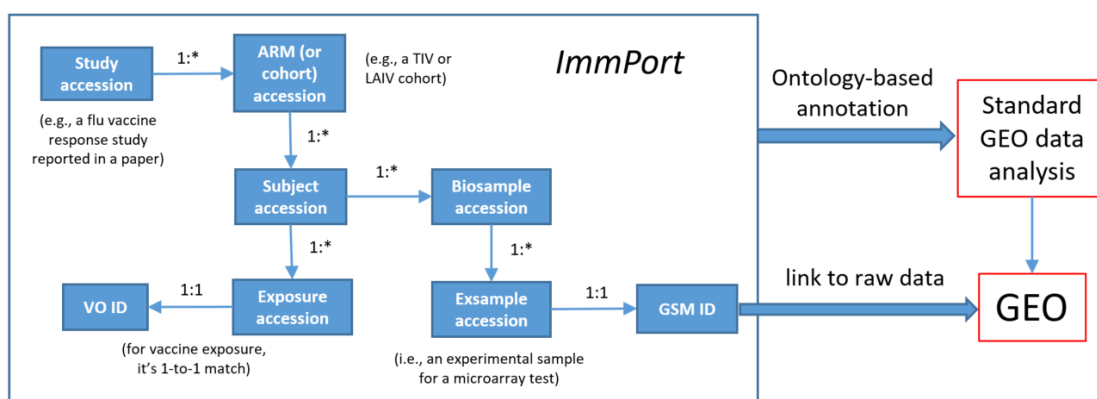 Study
accession
1:*
ARM (or
cohort)
accession
(e.g., a TIV or
LAIV cohort)
ImmPort
(e.g., a flu vaccine
response study
reported in a paper)
1:*
Subject
accession
1:*
Biosample
accession
1:*
1:*
VO ID
1:1
Exposure
accession
Exsample
accession
1:1
GSM ID
(for vaccine exposure,
it's 1-to-1 match)
(i.e., an experimental sample
for a microarray test)
Ontology-based
annotation
Standard
GEO data
analysis
link to raw data
GEO